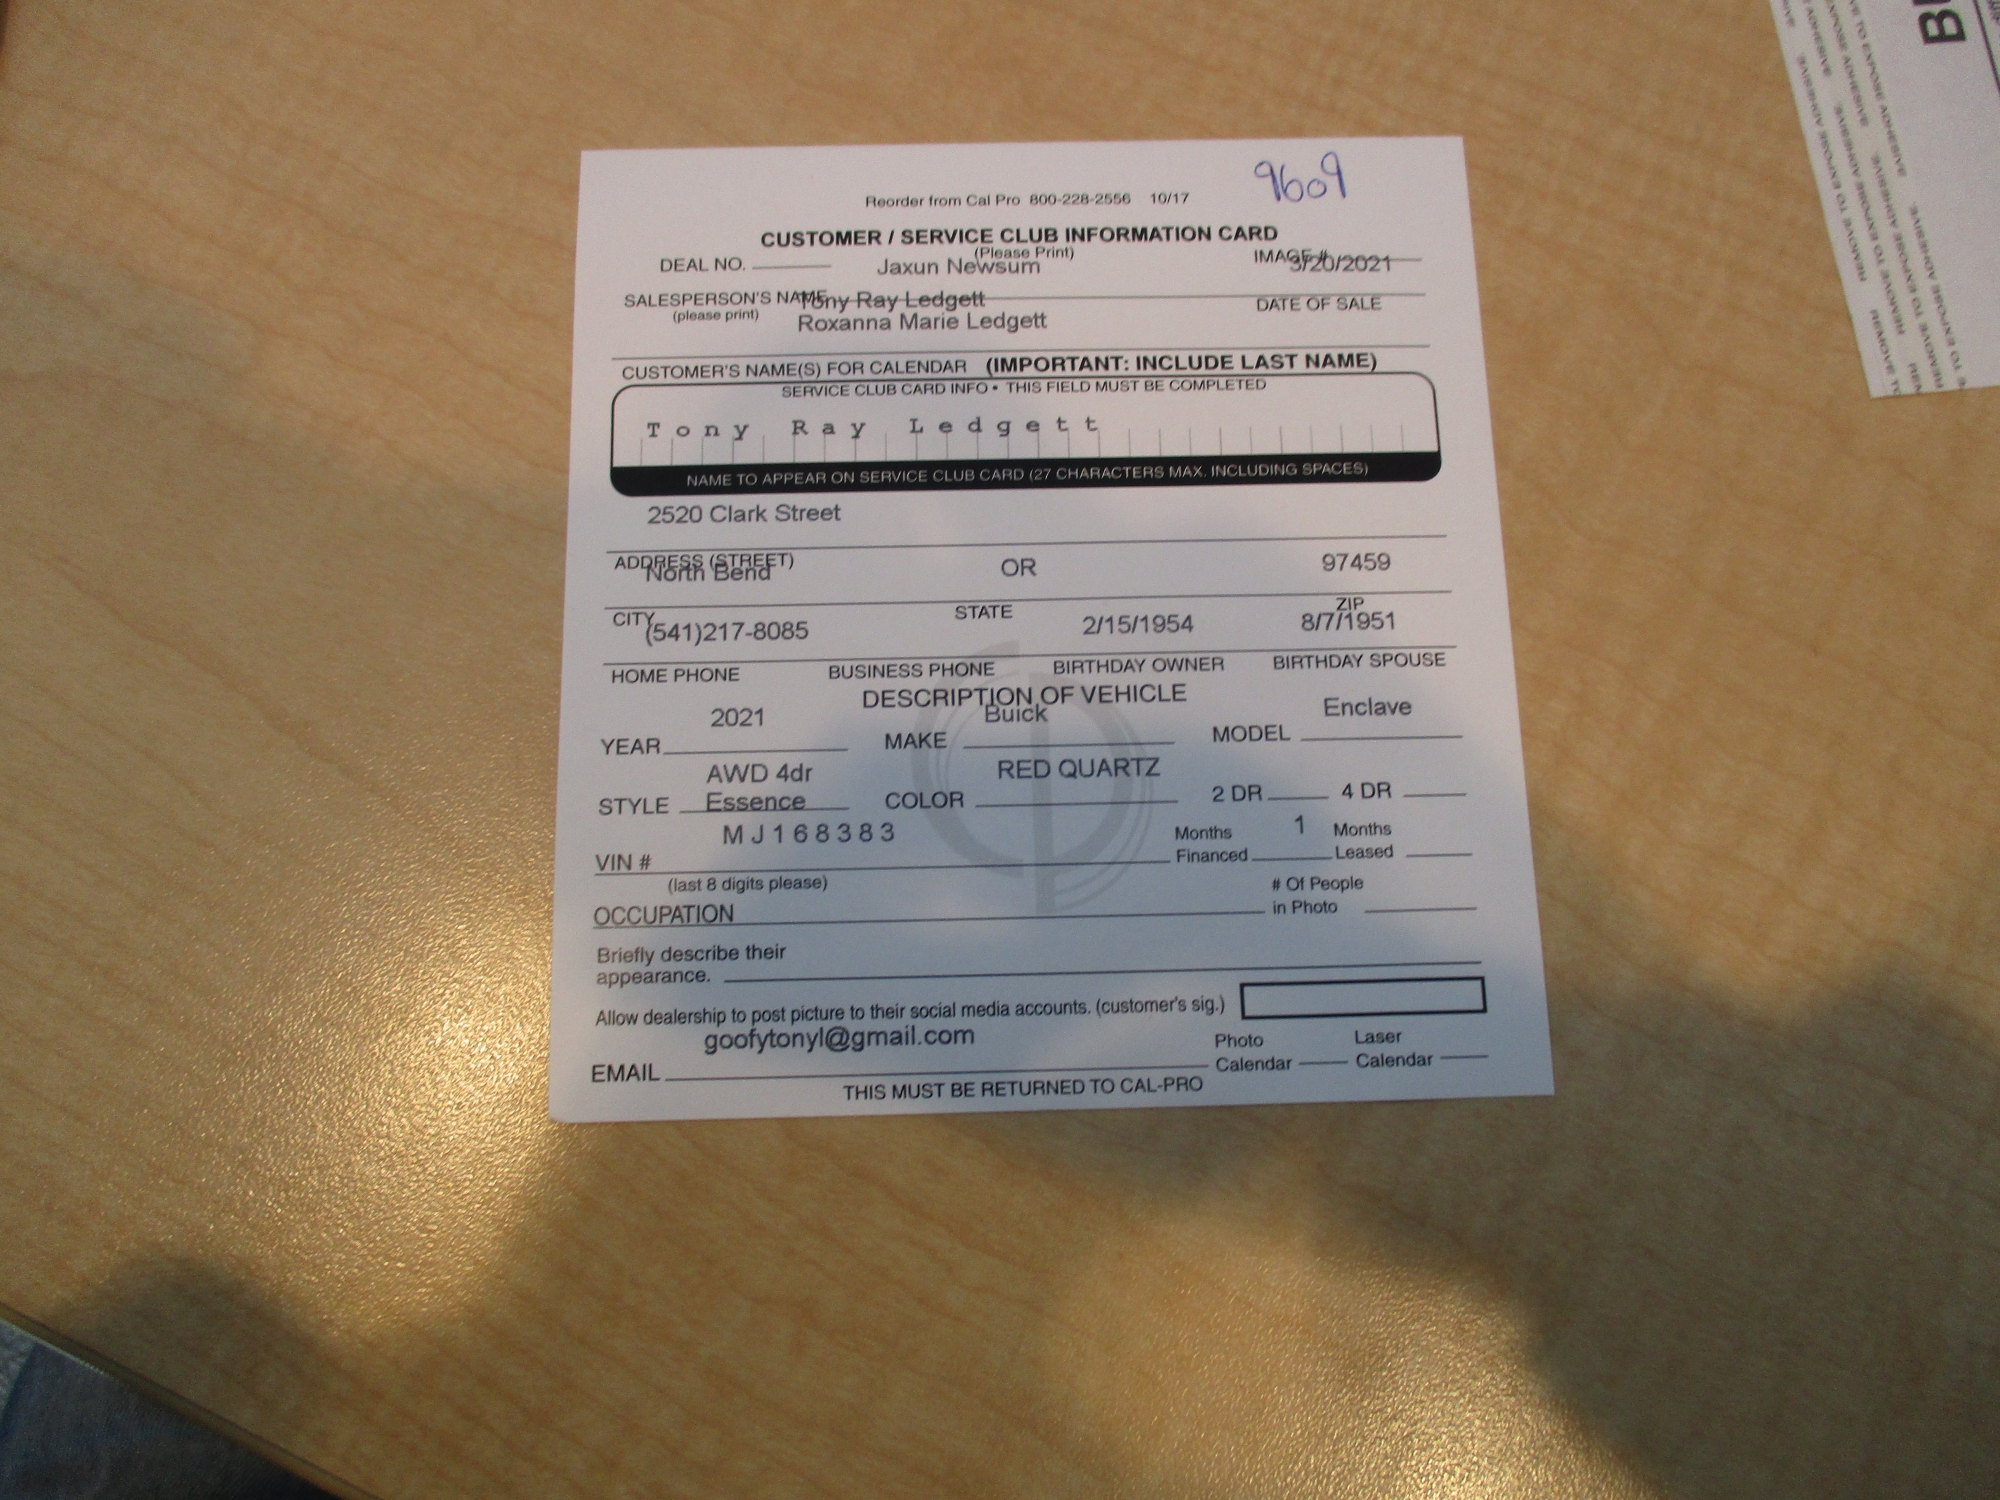 9609
Reorder from Cal Pro 800-228-2556 10/17
CUSTOMER / SERVICE CLUB INFORMATION CARD
(Please Print)
DEAL NO. Jaxun Newsum IMAGE # 3/20/2021
SALESPERSON'S NAME Tony Ray Ledgett DATE OF SALE
(please print) Roxanna Marie Ledgett
CUSTOMER'S NAME(S) FOR CALENDAR (IMPORTANT: INCLUDE LAST NAME)
SERVICE CLUB CARD INFO • THIS FIELD MUST BE COMPLETED
Tony Ray Ledgett
NAME TO APPEAR ON SERVICE CLUB CARD (27 CHARACTERS MAX. INCLUDING SPACES)
2520 Clark Street
ADDRESS (STREET)
North Bend OR 97459
CITY STATE ZIP
(541)217-8085 2/15/1954 8/7/1951
HOME PHONE BUSINESS PHONE BIRTHDAY OWNER BIRTHDAY SPOUSE
DESCRIPTION OF VEHICLE
2021 Buick Enclave
YEAR MAKE MODEL
AWD 4dr RED QUARTZ
STYLE Essence COLOR 2 DR 4 DR
MJ168383 Months 1 Months
VIN # Financed Leased
(last 8 digits please) # Of People
OCCUPATION in Photo
Briefly describe their
appearance.
Allow dealership to post picture to their social media accounts. (customer's sig.)
goofytonyl@gmail.com Photo Laser
EMAIL Calendar Calendar
THIS MUST BE RETURNED TO CAL-PRO
REMOVE TO EXPOSE ADHESIVE.